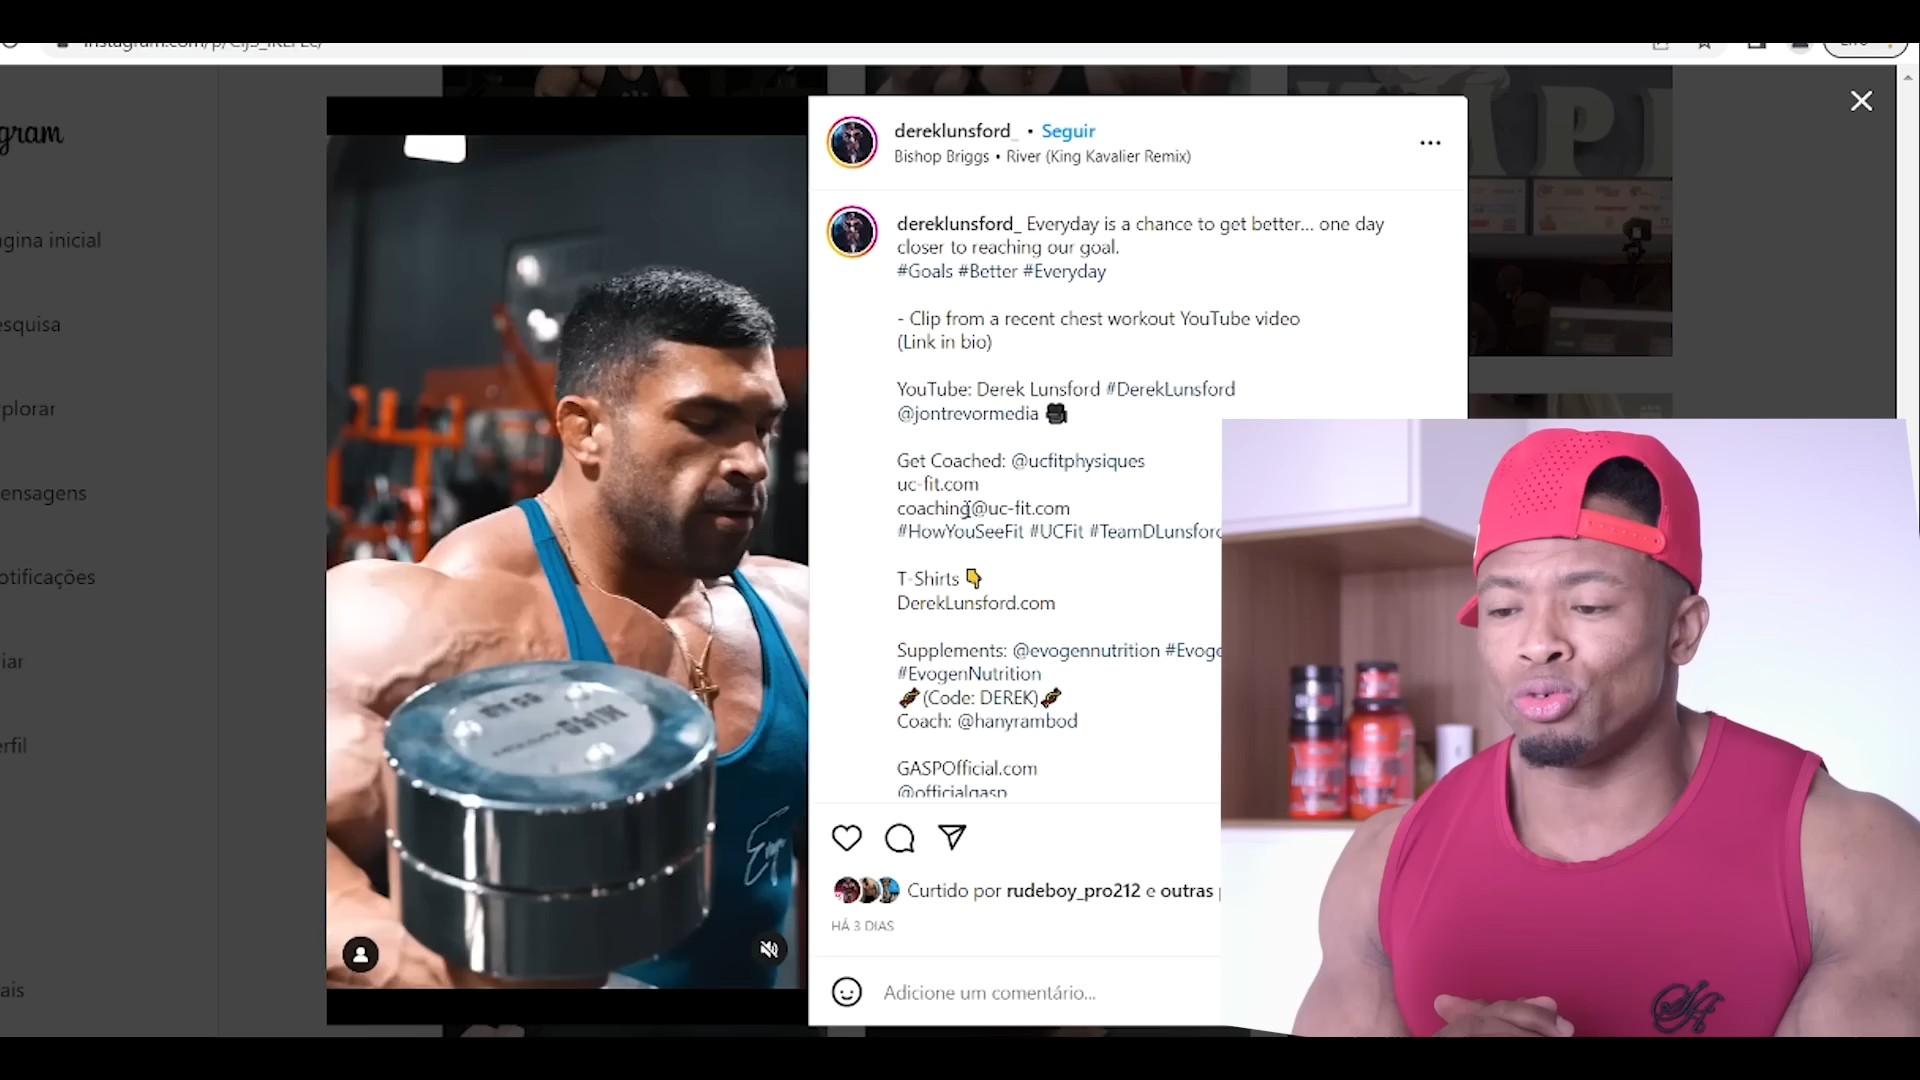 gram
gina inicial
esquisa
plorar
ensagens
otificações
iar
erfil
ais
dereklunsford_ • Seguir
Bishop Briggs • River (King Kavalier Remix)
dereklunsford_ Everyday is a chance to get better... one day
closer to reaching our goal.
#Goals #Better #Everyday
- Clip from a recent chest workout YouTube video
(Link in bio)
YouTube: Derek Lunsford #DerekLunsford
@jontrevormedia
Get Coached: @ucfitphysiques
uc-fit.com
coaching@uc-fit.com
#HowYouSeeFit #UCFit #TeamDLunsford
T-Shirts 👇
DerekLunsford.com
Supplements: @evogennutrition #Evoge
#EvogenNutrition
(Code: DEREK)
Coach: @hanyrambod
GASPOfficial.com
@officialgasp
Curtido por rudeboy_pro212 e outras p
HÁ 3 DIAS
Adicione um comentário...